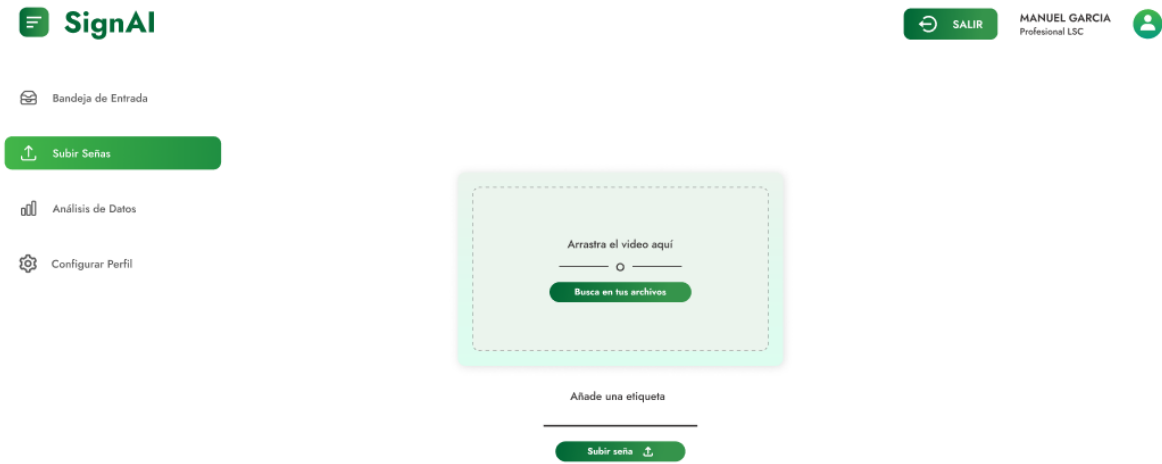 SignAI
SALIR
MANUEL GARCIA
Profesional LSC
Bandeja de Entrada
Subir Señas
Análisis de Datos
Configurar Perfil
Arrastra el video aquí
o
Busca en tus archivos
Añade una etiqueta
Subir seña